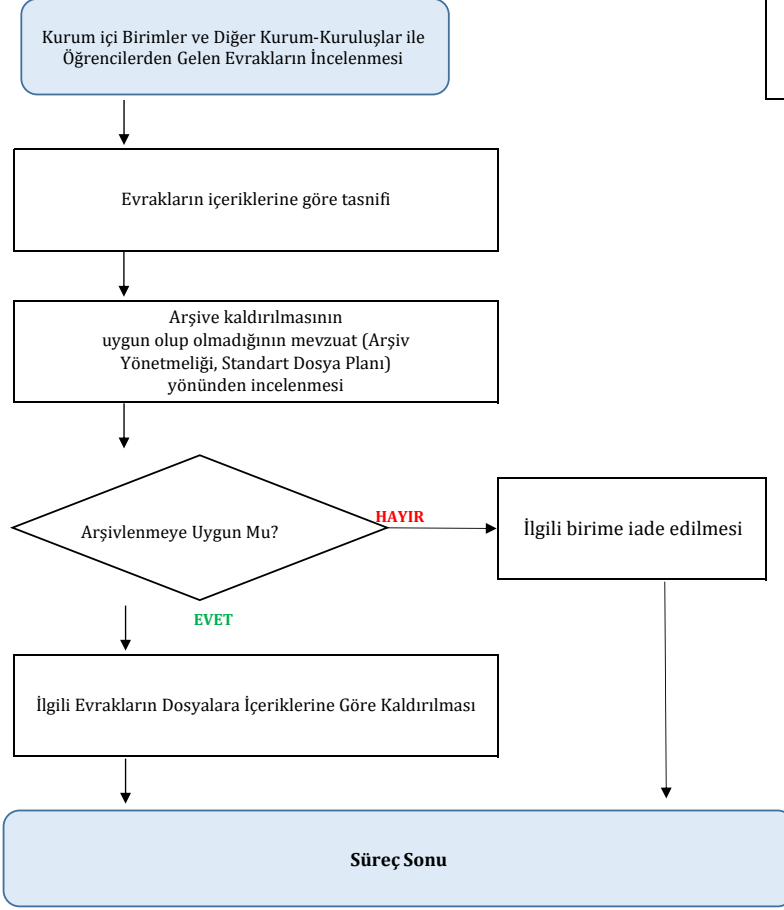 Kurum içi Birimler ve Diğer Kurum-Kuruluşlar ile
Öğrencilerden Gelen Evrakların İncelenmesi
Evrakların içeriklerine göre tasnifi
Arşive kaldırılmasının
uygun olup olmadığının mevzuat (Arşiv
Yönetmeliği, Standart Dosya Planı)
yönünden incelenmesi
Arşivlenmeye Uygun Mu?
HAYIR
İlgili birime iade edilmesi
EVET
İlgili Evrakların Dosyalara İçeriklerine Göre Kaldırılması
Süreç Sonu